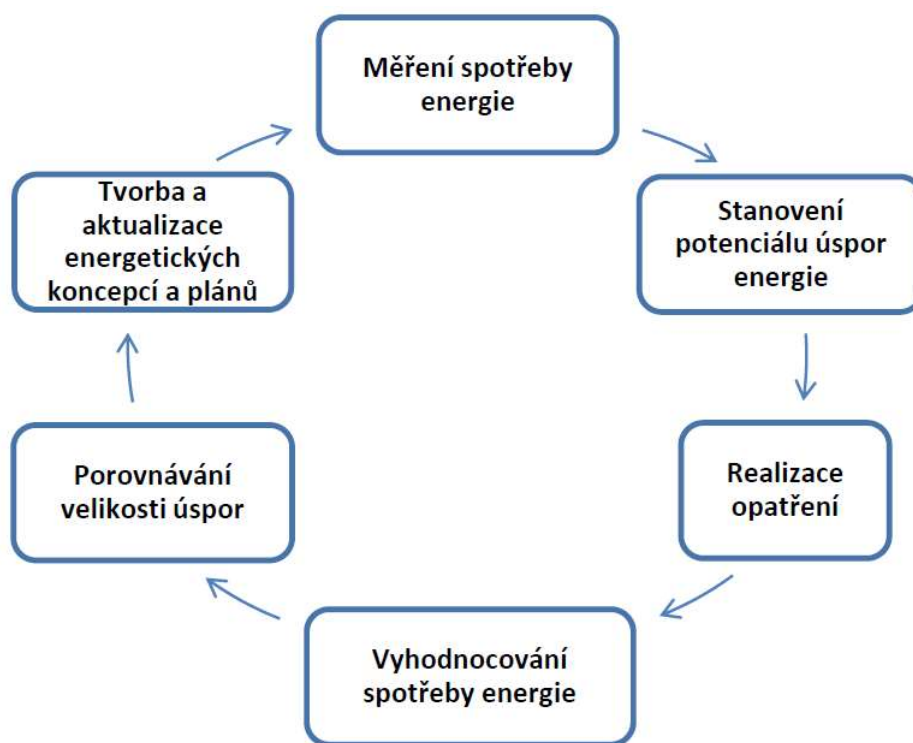 Měření spotřeby
energie
Stanovení
potenciálu úspor
energie
Realizace
opatření
Vyhodnocování
spotřeby energie
Porovnávání
velikosti úspor
Tvorba a
aktualizace
energetických
koncepcí a plánů